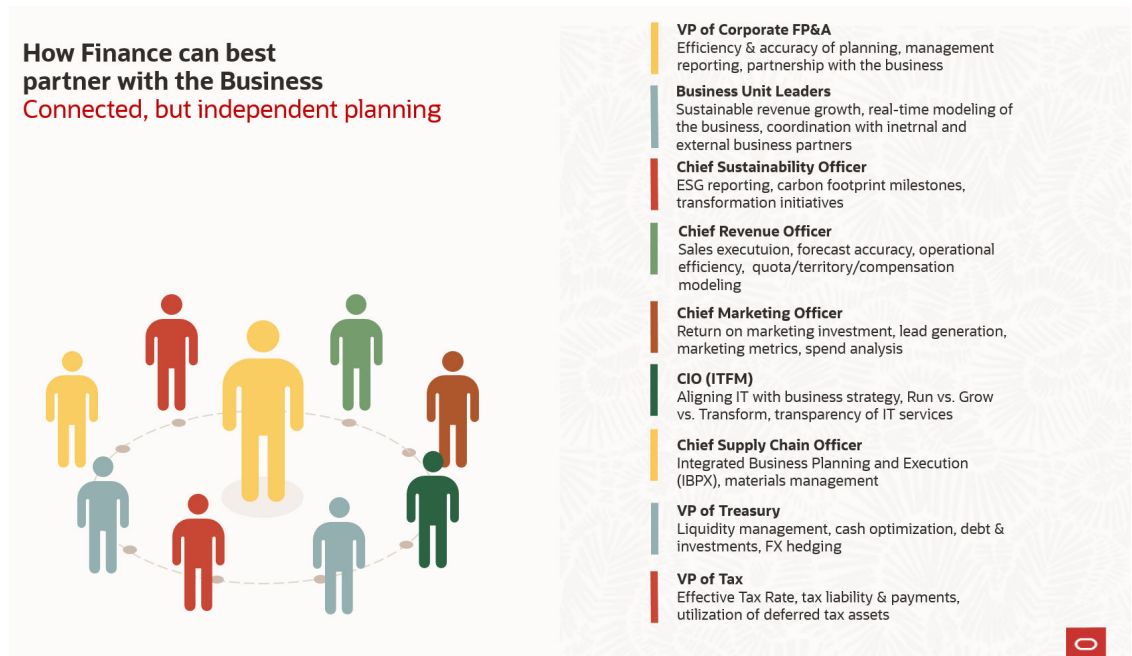 How Finance can best
partner with the Business
Connected, but independent planning
VP of Corporate FP&A
Efficiency & accuracy of planning, management
reporting, partnership with the business
Business Unit Leaders
Sustainable revenue growth, real-time modeling of
the business, coordination with inetrnal and
external business partners
Chief Sustainability Officer
ESG reporting, carbon footprint milestones,
transformation initiatives
Chief Revenue Officer
Sales executuion, forecast accuracy, operational
efficiency, quota/territory/compensation
modeling
Chief Marketing Officer
Return on marketing investment, lead generation,
marketing metrics, spend analysis
CIO (ITFM)
Aligning IT with business strategy, Run vs. Grow
vs. Transform, transparency of IT services
Chief Supply Chain Officer
Integrated Business Planning and Execution
(IBPX), materials management
VP of Treasury
Liquidity management, cash optimization, debt &
investments, FX hedging
VP of Tax
Effective Tax Rate, tax liability & payments,
utilization of deferred tax assets